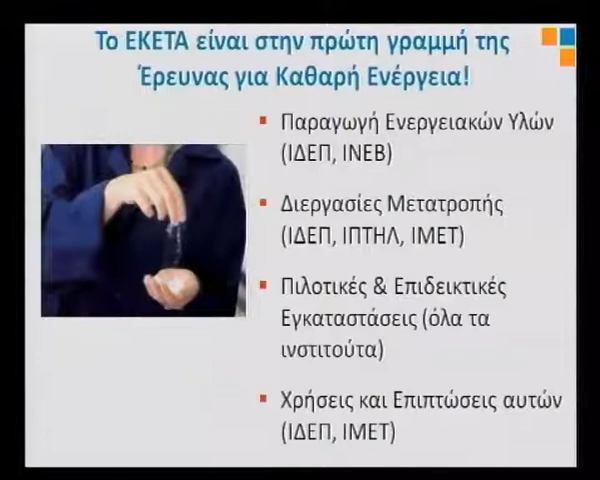 Το ΕΚΕΤΑ είναι στην πρώτη γραμμή της
Έρευνας για Καθαρή Ενέργεια!
▪ Παραγωγή Ενεργειακών Υλών
(ΙΔΕΠ, ΙΝΕΒ)
▪ Διεργασίες Μετατροπής
(ΙΔΕΠ, ΙΠΤΗΛ, ΙΜΕΤ)
▪ Πιλοτικές & Επιδεικτικές
Εγκαταστάσεις (όλα τα
ινστιτούτα)
▪ Χρήσεις και Επιπτώσεις αυτών
(ΙΔΕΠ, ΙΜΕΤ)